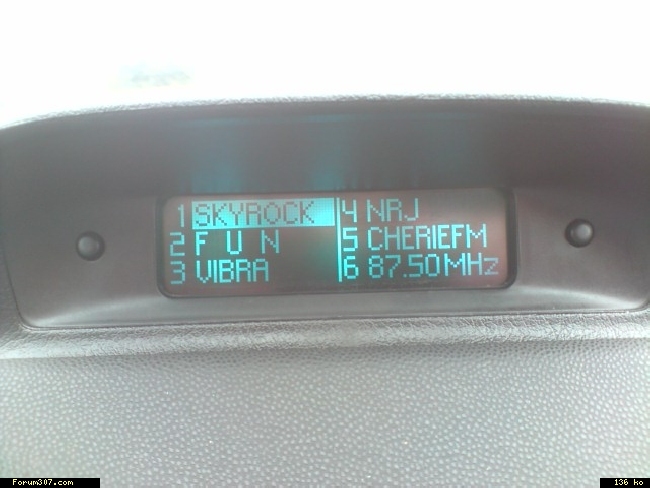 1 SKYROCK
2 F U N
3 VIBRA
4 NRJ
5 CHERIEFM
6 87.50MHz
Forum307.com
136 ko